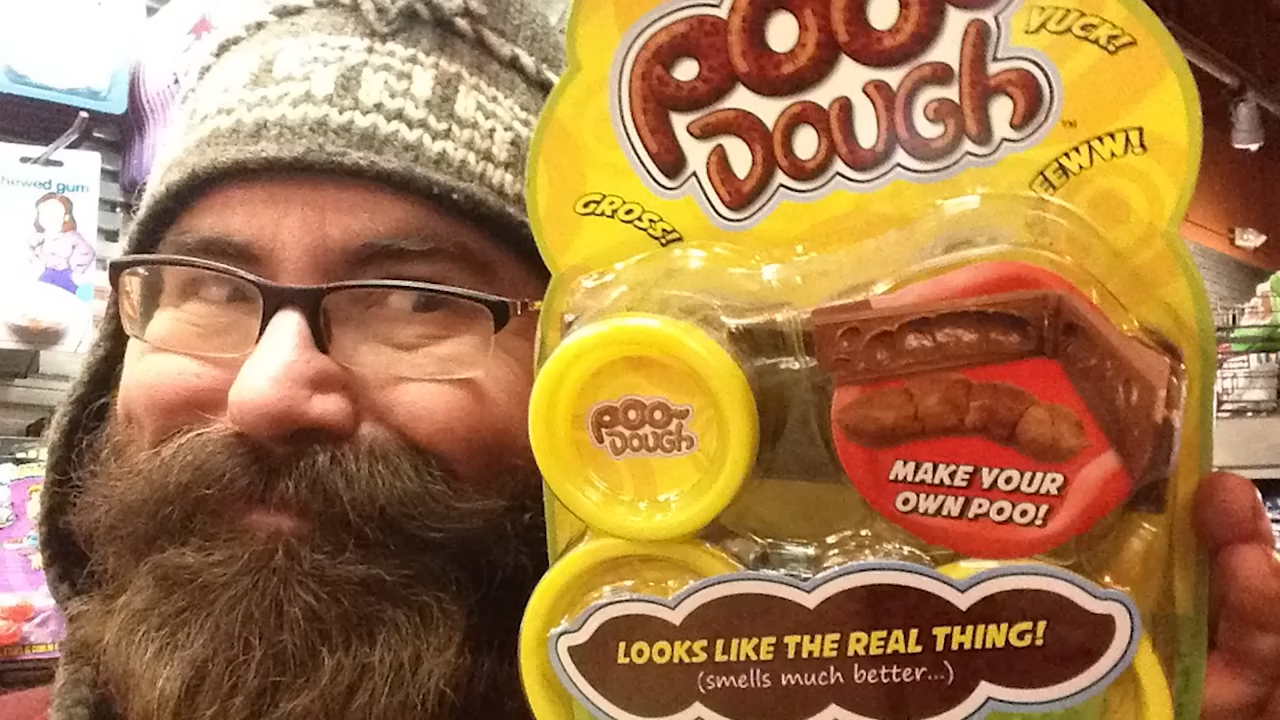 POO-
DOUGh
TM
YUCK!
EEWW!
GROSS!
hewed gum
POO-
DOUGH
MAKE YOUR
OWN POO!
LOOKS LIKE THE REAL THING!
(smells much better...)